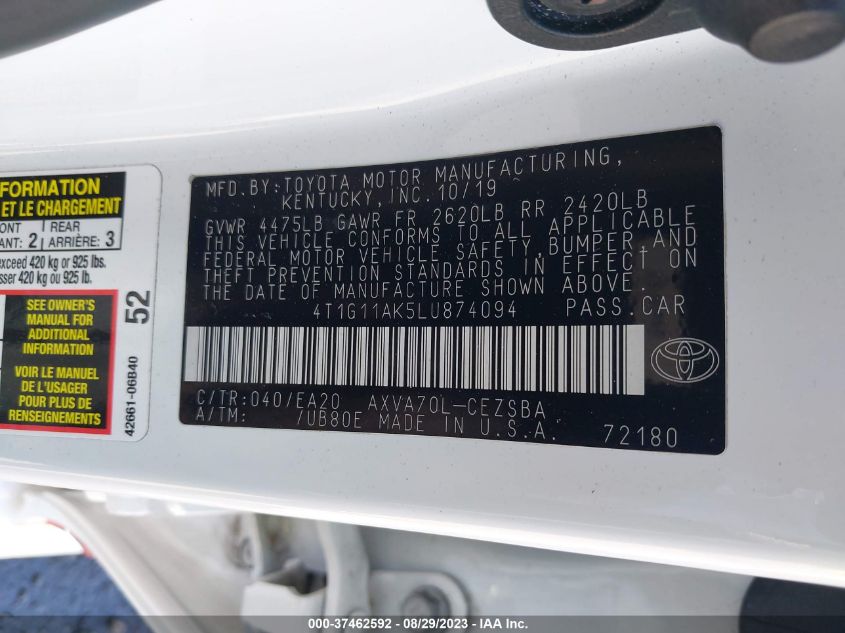 FORMATION
ET LE CHARGEMENT
ONT REAR
ANT: 2 ARRIÈRE: 3
exceed 420 kg or 925 lbs.
sser 420 kg ou 925 lb.
SEE OWNER'S
MANUAL FOR
ADDITIONAL
INFORMATION
VOIR LE MANUEL
DE L'USAGER
POUR PLUS DE
RENSEIGNEMENTS
52
42661-06B40
MFD.BY:TOYOTA MOTOR MANUFACTURING,
KENTUCKY,INC.10/19
GVWR 4475LB GAWR FR 2620LB RR 2420LB
THIS VEHICLE CONFORMS TO ALL APPLICABLE
FEDERAL MOTOR VEHICLE SAFETY,BUMPER AND
THEFT PREVENTION STANDARDS IN EFFECT ON
THE DATE OF MANUFACTURE SHOWN ABOVE.
4T1G11AK5LU874094 PASS.CAR
C/TR:040/EA20 AXVA70L-CEZSBA
A/TM: /UB80E MADE IN U.S.A. 72180
000-37462592 - 08/29/2023 - IAA Inc.